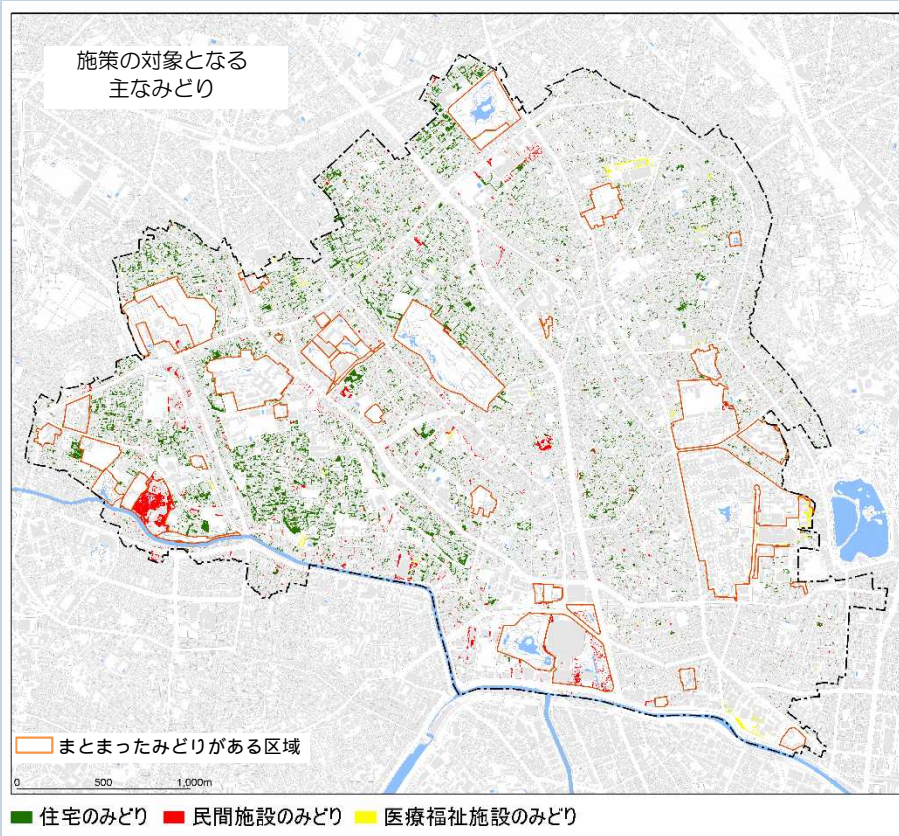 施策の対象となる
主なみどり
まとまったみどりがある区域
0 500 1,000m
住宅のみどり 民間施設のみどり 医療福祉施設のみどり